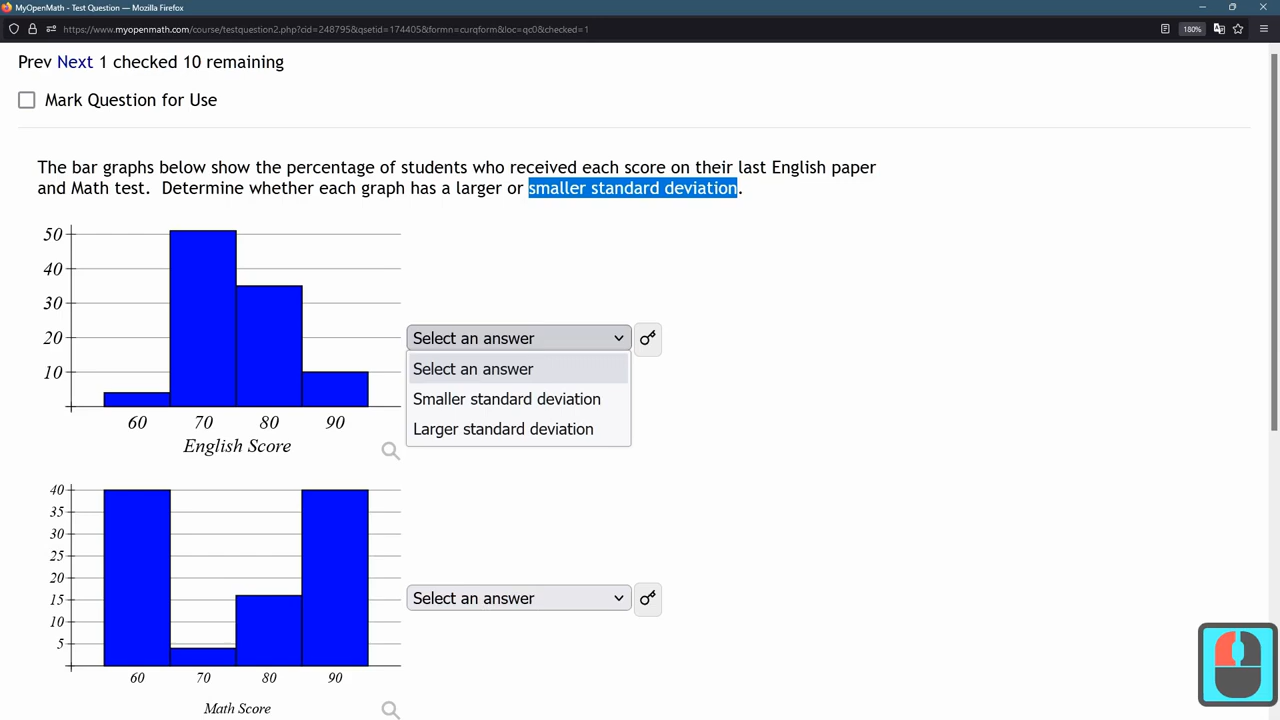 MyOpenMath - Test Question — Mozilla Firefox
https://www.myopenmath.com/course/testquestion2.php?cid=248795&qsetid=174405&formn=curqform&loc=qc0&checked=1
180%
Prev Next 1 checked 10 remaining
Mark Question for Use
The bar graphs below show the percentage of students who received each score on their last English paper
and Math test. Determine whether each graph has a larger or smaller standard deviation.
50
40
30
20
10
60 70 80 90
English Score
Select an answer
Select an answer
Smaller standard deviation
Larger standard deviation
40
35
30
25
20
15
10
5
60 70 80 90
Math Score
Select an answer